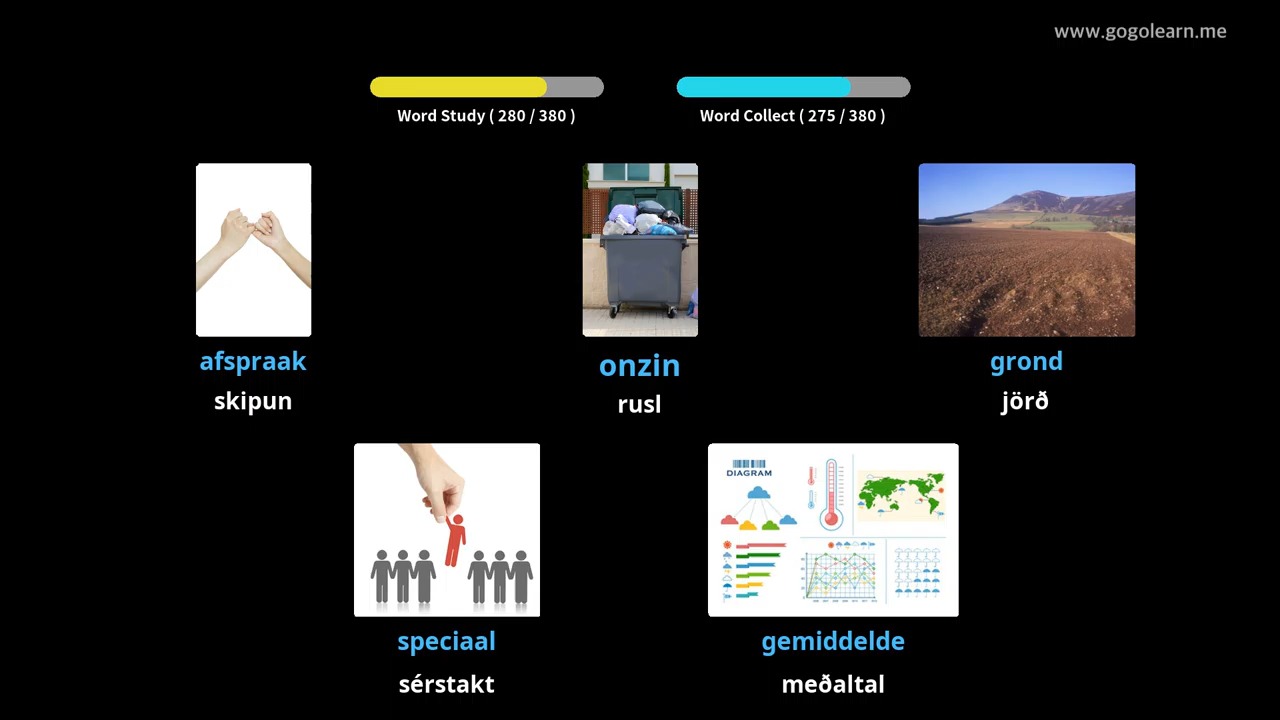 www.gogolearn.me
Word Study ( 280 / 380 )
Word Collect ( 275 / 380 )
afspraak
skipun
onzin
rusl
grond
jörð
DIAGRAM
speciaal
sérstakt
gemiddelde
meðaltal